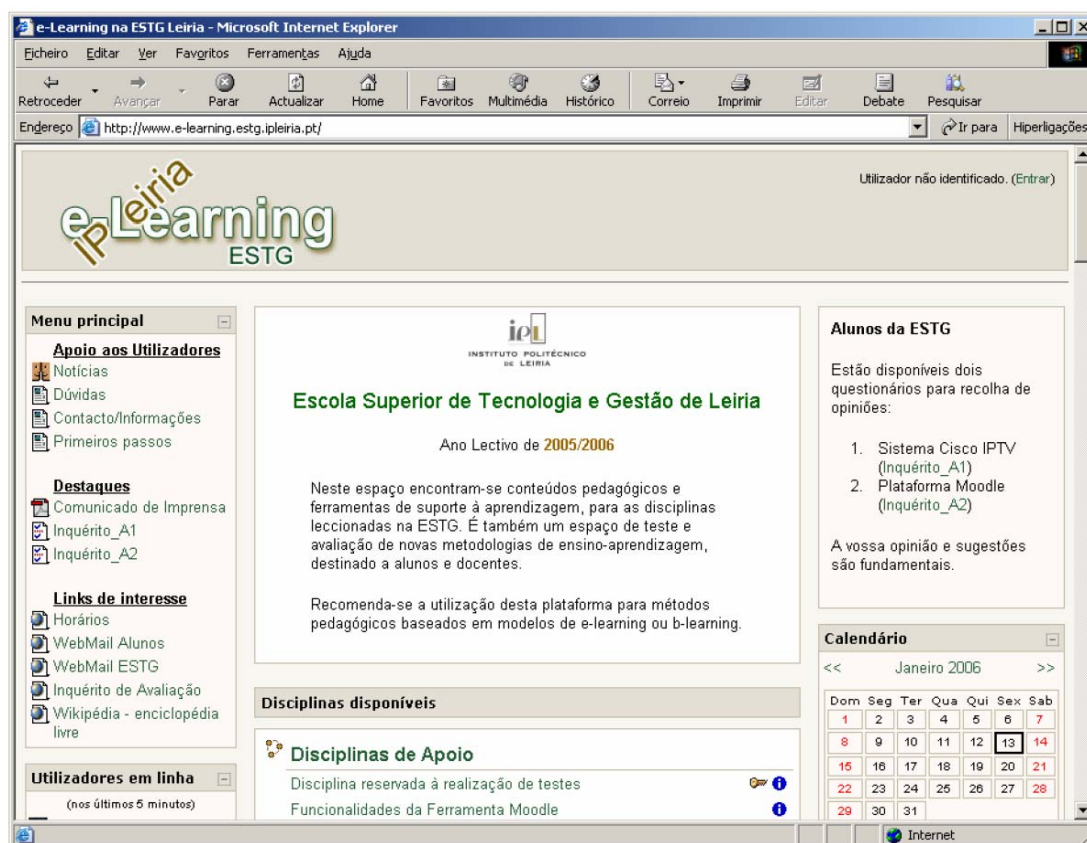 e-Learning na ESTG Leiria - Microsoft Internet Explorer
Ficheiro Editar Ver Favoritos Ferramentas Ajuda
Retroceder Avançar Parar Actualizar Home Favoritos Multimédia Histórico Correio Imprimir Editar Debate Pesquisar
Endereço http://www.e-learning.estg.ipleiria.pt/ Ir para Hiperligações
Utilizador não identificado. (Entrar)
e-Learning
IPLeiria
ESTG
Menu principal
Apoio aos Utilizadores
Notícias
Dúvidas
Contacto/Informações
Primeiros passos
Destaques
Comunicado de Imprensa
Inquérito_A1
Inquérito_A2
Links de interesse
Horários
WebMail Alunos
WebMail ESTG
Inquérito de Avaliação
Wikipédia - enciclopédia
livre
Utilizadores em linha
(nos últimos 5 minutos)
ipl
INSTITUTO POLITÉCNICO
DE LEIRIA
Escola Superior de Tecnologia e Gestão de Leiria
Ano Lectivo de 2005/2006
Neste espaço encontram-se conteúdos pedagógicos e
ferramentas de suporte à aprendizagem, para as disciplinas
leccionadas na ESTG. É também um espaço de teste e
avaliação de novas metodologias de ensino-aprendizagem,
destinado a alunos e docentes.
Recomenda-se a utilização desta plataforma para métodos
pedagógicos baseados em modelos de e-learning ou b-learning.
Disciplinas disponíveis
Disciplinas de Apoio
Disciplina reservada à realização de testes
Funcionalidades da Ferramenta Moodle
Alunos da ESTG
Estão disponíveis dois
questionários para recolha de
opiniões:
1. Sistema Cisco IPTV
(Inquérito_A1)
2. Plataforma Moodle
(Inquérito_A2)
A vossa opinião e sugestões
são fundamentais.
Calendário
<< Janeiro 2006 >>
Dom Seg Ter Qua Qui Sex Sab
1 2 3 4 5 6 7
8 9 10 11 12 13 14
15 16 17 18 19 20 21
22 23 24 25 26 27 28
29 30 31
Internet